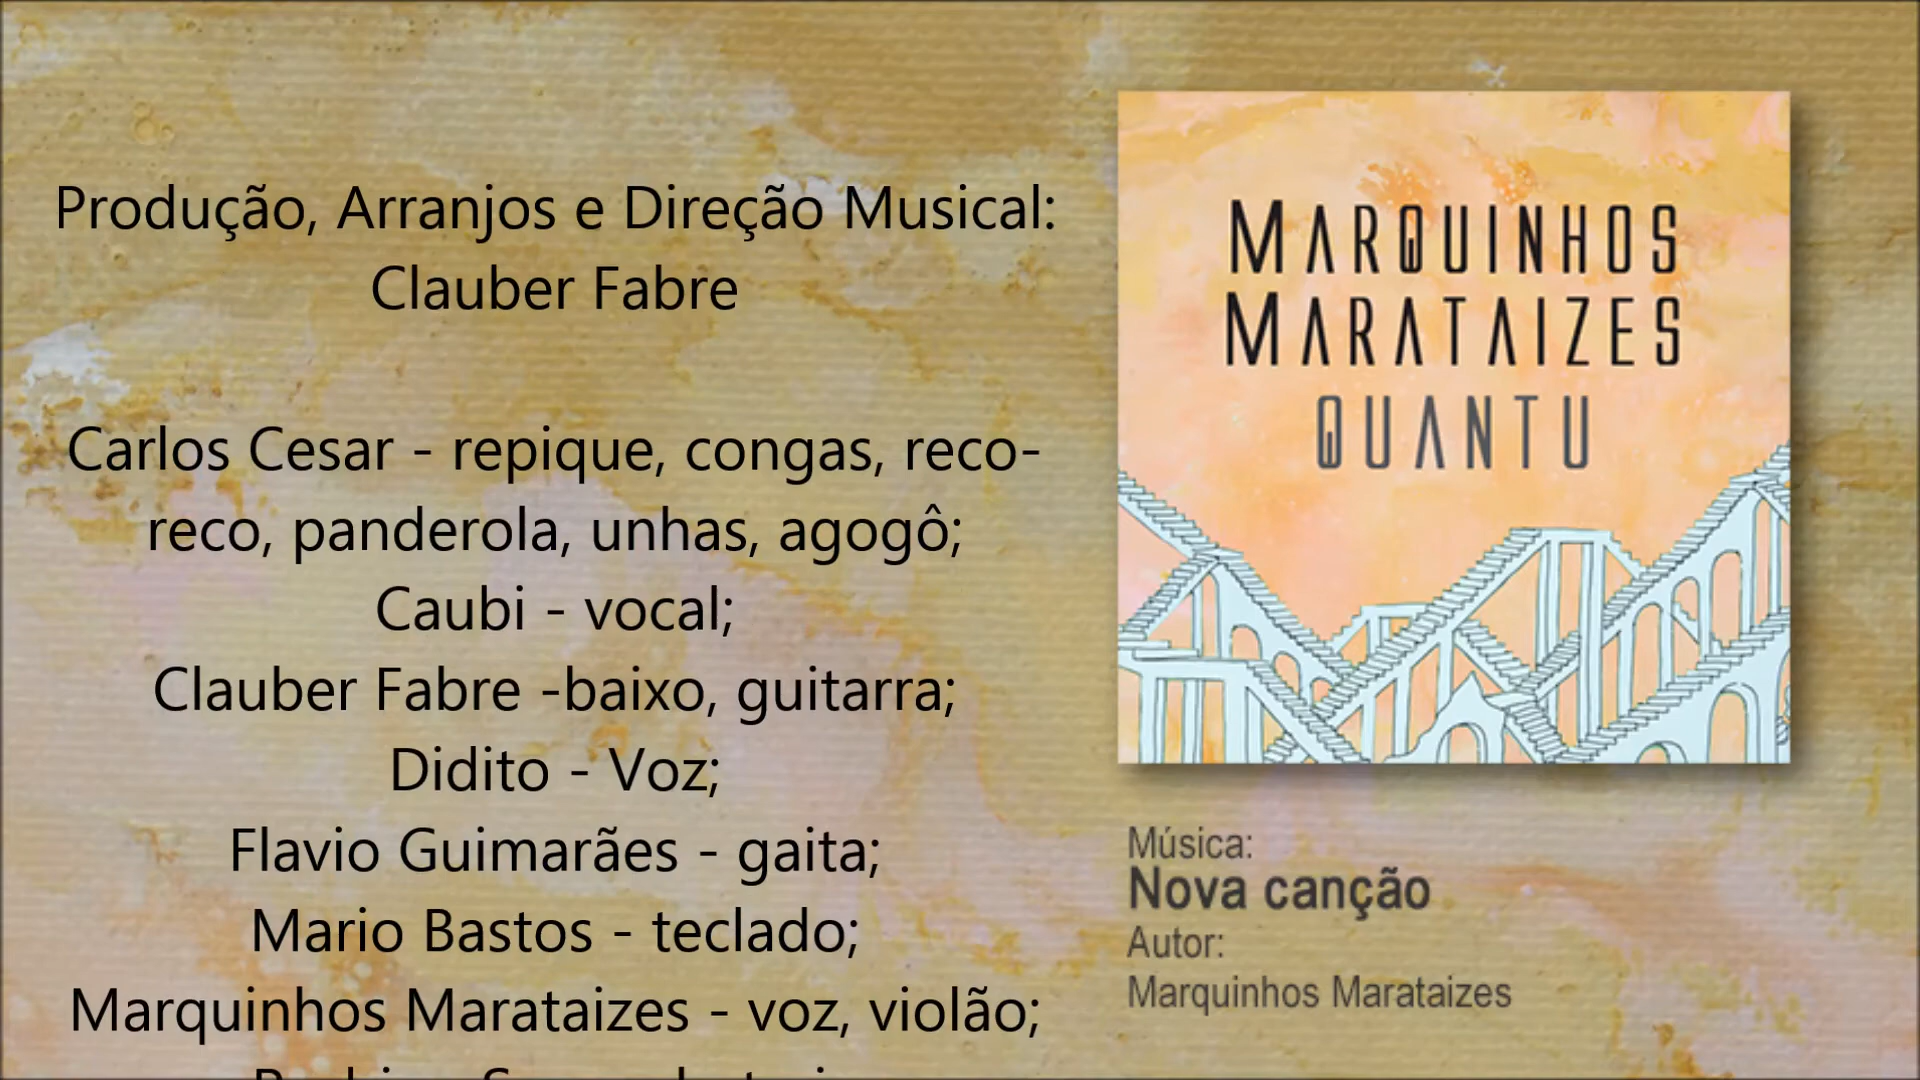 Produção, Arranjos e Direção Musical:
Clauber Fabre
Carlos Cesar - repique, congas, reco-
reco, panderola, unhas, agogô;
Caubi - vocal;
Clauber Fabre -baixo, guitarra;
Didito - Voz;
Flavio Guimarães - gaita;
Mario Bastos - teclado;
Marquinhos Marataizes - voz, violão;
MARQUINHOS
MARATAIZES
QUANTU
Música:
Nova canção
Autor:
Marquinhos Marataizes